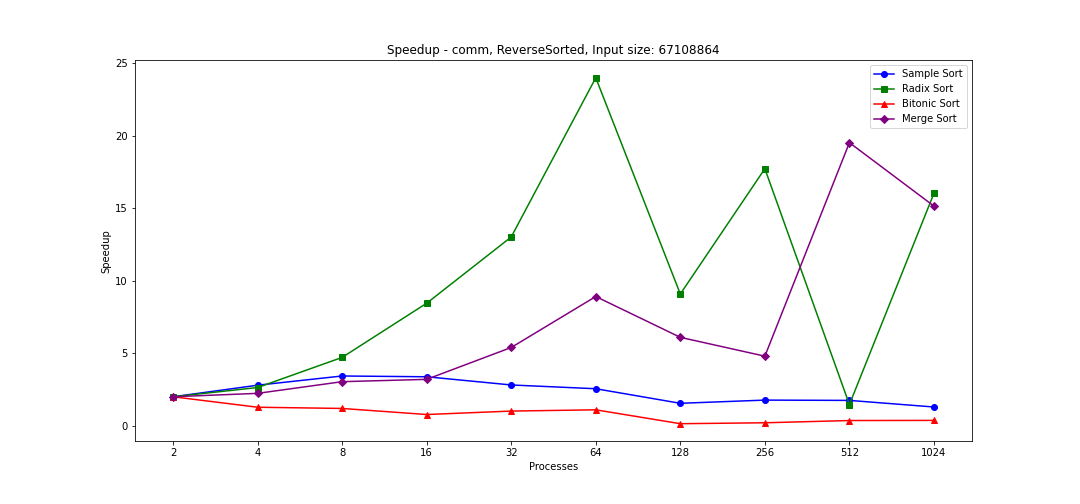 Speedup - comm, ReverseSorted, Input size: 67108864
Sample Sort
Radix Sort
Bitonic Sort
Merge Sort
Speedup
25
20
15
10
5
0
2 4 8 16 32 64 128 256 512 1024
Processes